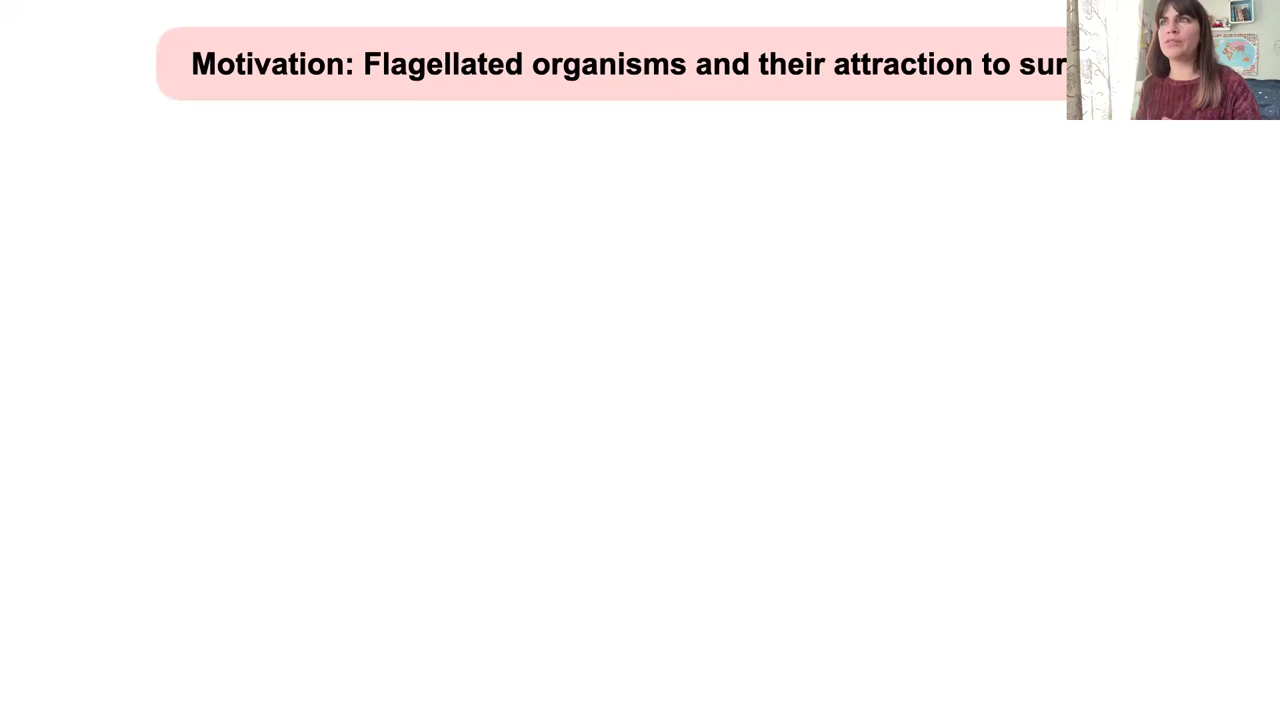 Motivation: Flagellated organisms and their attraction to sur